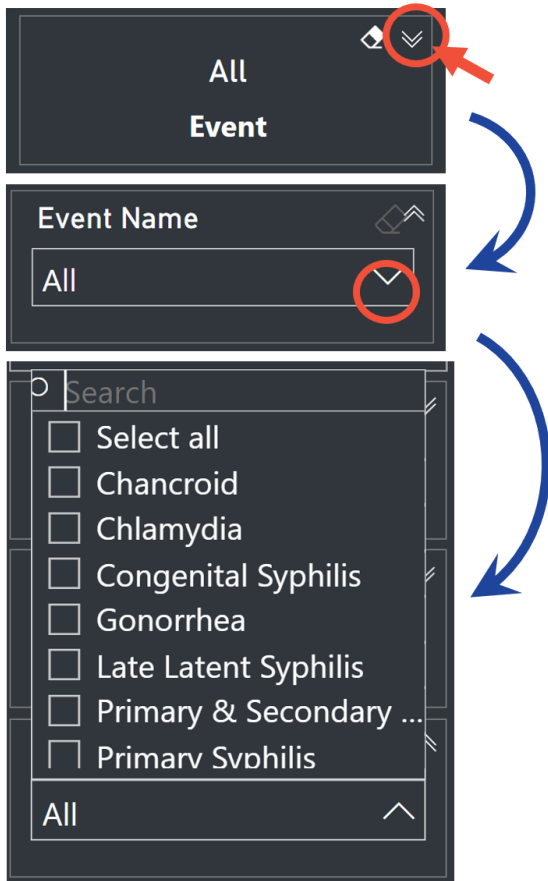 All
Event
Event Name
All
Search
Select all
Chancroid
Chlamydia
Congenital Syphilis
Gonorrhea
Late Latent Syphilis
Primary & Secondary ...
Primary Syphilis
All